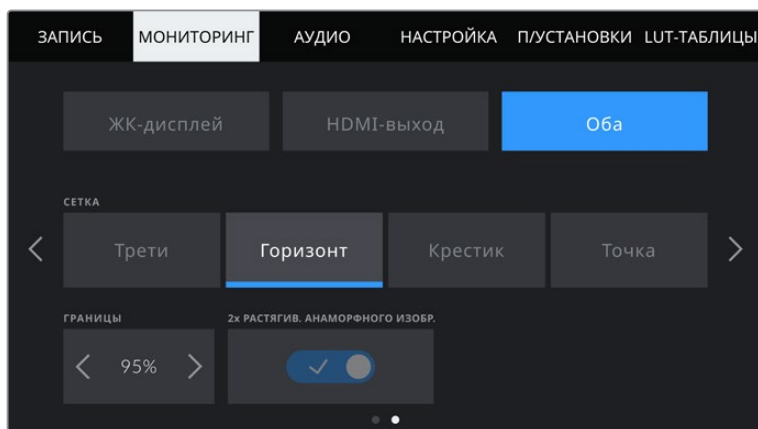 ЗАПИСЬ МОНИТОРИНГ АУДИО НАСТРОЙКА П/УСТАНОВКИ LUT-ТАБЛИЦЫ
ЖК-дисплей HDMI-выход Оба
СЕТКА
Трети Горизонт Крестик Точка
ГРАНИЦЫ 2х РАСТЯГИВ. АНАМОРФНОГО ИЗОБР.
95%